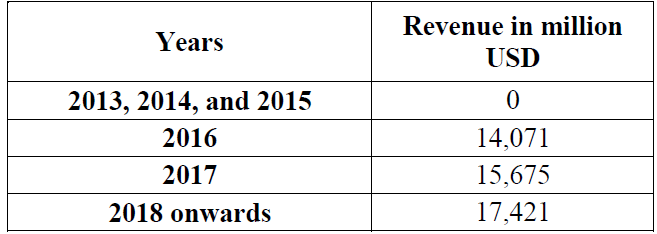 Years
Revenue in million
USD
2013, 2014, and 2015
0
2016
14,071
2017
15,675
2018 onwards
17,421